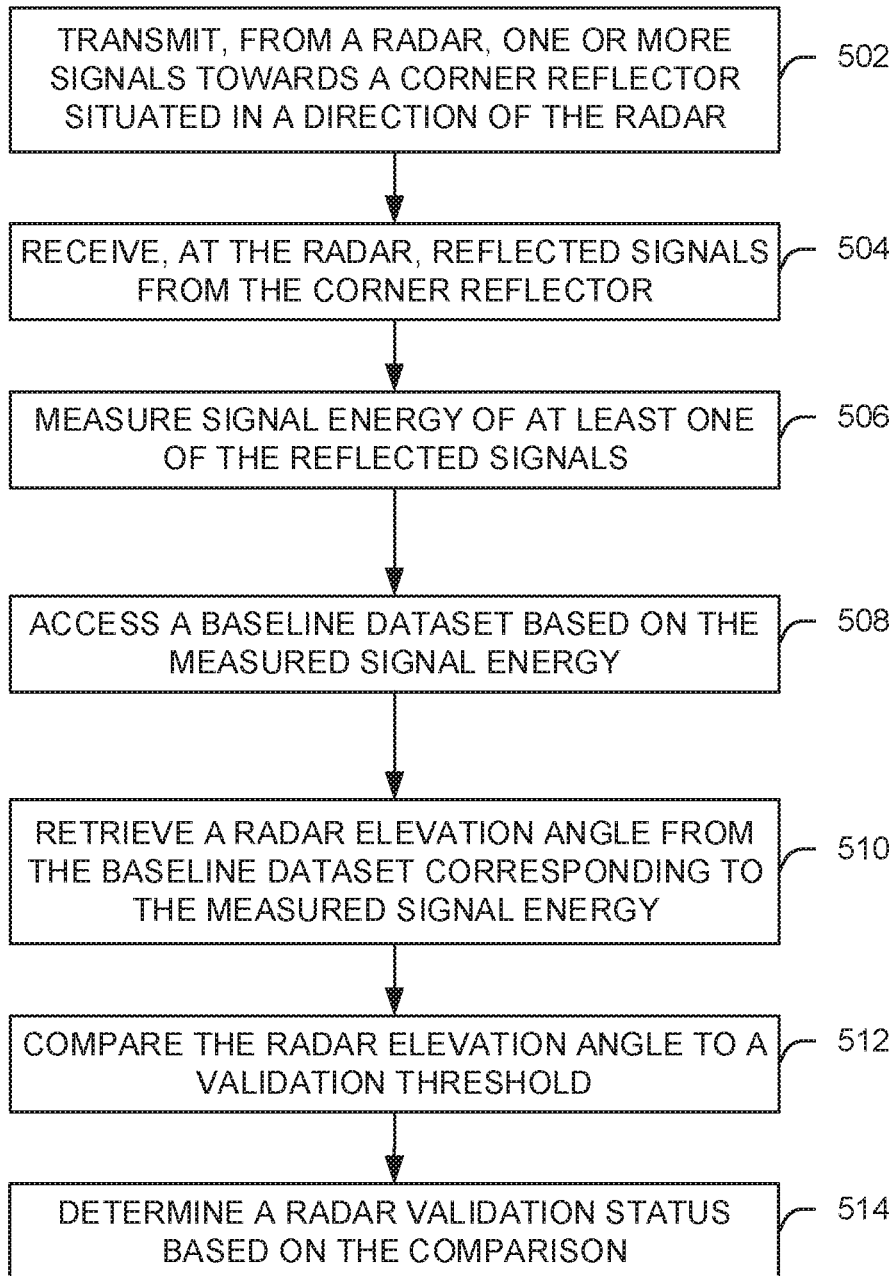 TRANSMIT, FROM A RADAR, ONE OR MORE
SIGNALS TOWARDS A CORNER REFLECTOR
SITUATED IN A DIRECTION OF THE RADAR
502
RECEIVE, AT THE RADAR, REFLECTED SIGNALS
FROM THE CORNER REFLECTOR
504
MEASURE SIGNAL ENERGY OF AT LEAST ONE
OF THE REFLECTED SIGNALS
506
ACCESS A BASELINE DATASET BASED ON THE
MEASURED SIGNAL ENERGY
508
RETRIEVE A RADAR ELEVATION ANGLE FROM
THE BASELINE DATASET CORRESPONDING TO
THE MEASURED SIGNAL ENERGY
510
COMPARE THE RADAR ELEVATION ANGLE TO A
VALIDATION THRESHOLD
512
DETERMINE A RADAR VALIDATION STATUS
BASED ON THE COMPARISON
514